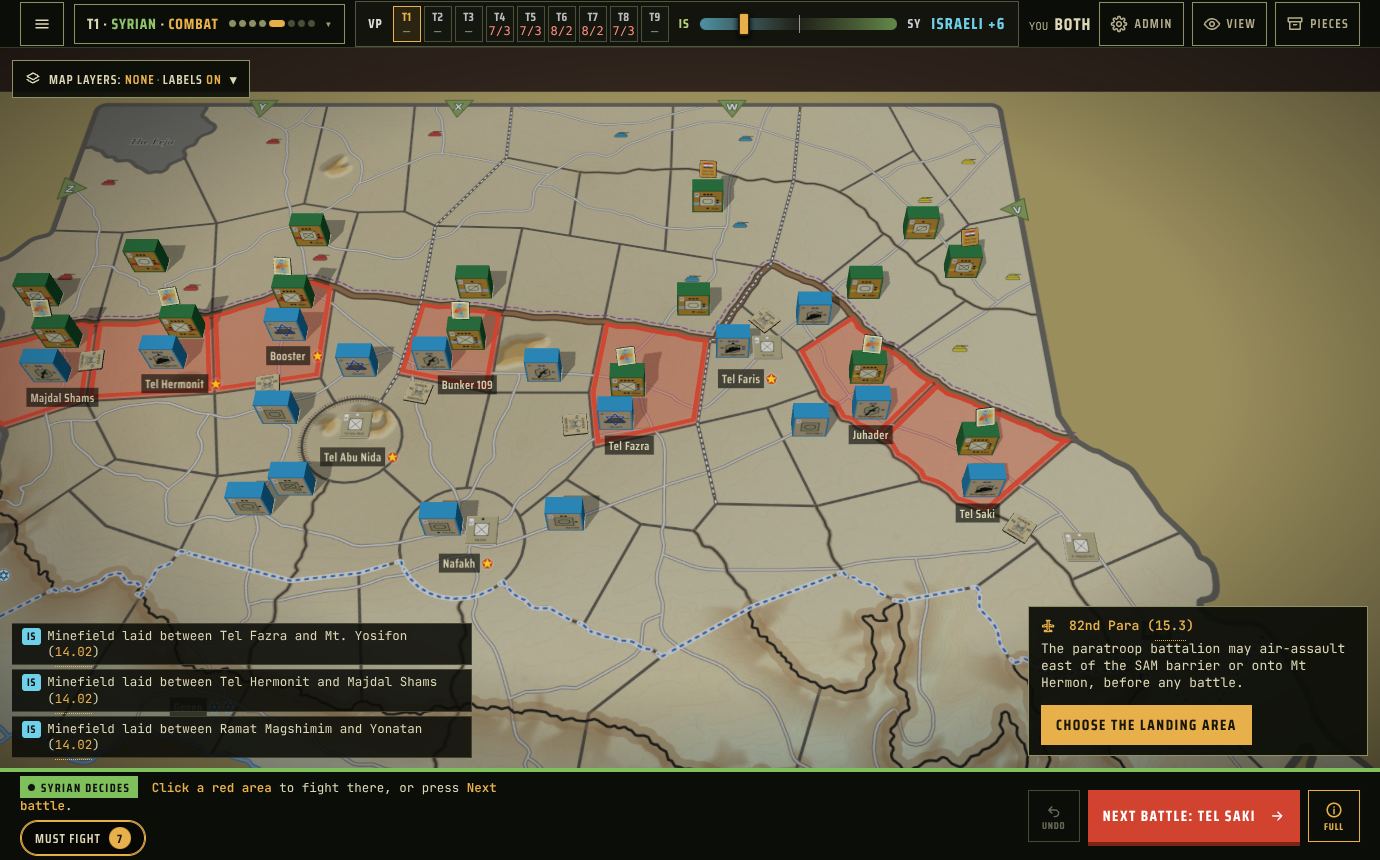 T1 · SYRIAN · COMBAT
VP
T1 –
T2 –
T3 –
T4 7/3
T5 7/3
T6 8/2
T7 8/2
T8 7/3
T9 –
IS
SY
ISRAELI +6
YOU BOTH
ADMIN
VIEW
PIECES
MAP LAYERS: NONE · LABELS ON ▾
Y
X
W
Z
V
Majdal Shams
Tel Hermonit
Booster
Bunker 109
Tel Faris
Tel Fazra
Juhader
Tel Abu Nida
Tel Saki
Nafakh
IS Minefield laid between Tel Fazra and Mt. Yosifon
(14.02)
IS Minefield laid between Tel Hermonit and Majdal Shams
(14.02)
IS Minefield laid between Ramat Magshimim and Yonatan
(14.02)
82nd Para (15.3)
The paratroop battalion may air-assault
east of the SAM barrier or onto Mt
Hermon, before any battle.
CHOOSE THE LANDING AREA
SYRIAN DECIDES
Click a red area to fight there, or press Next
battle.
MUST FIGHT 7
UNDO
NEXT BATTLE: TEL SAKI →
FULL